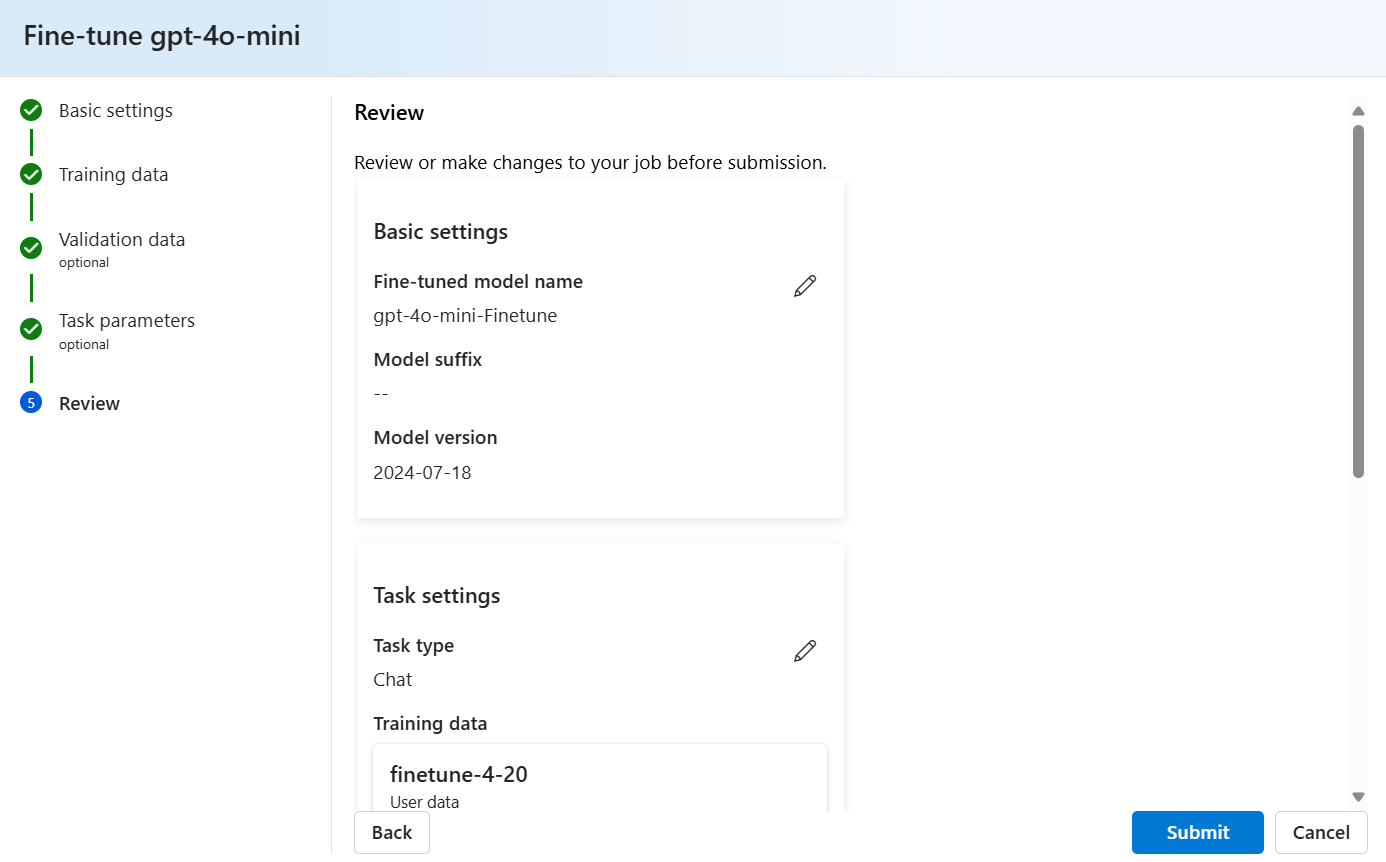 Fine-tune gpt-4o-mini
Basic settings
Training data
Validation data
optional
Task parameters
optional
5
Review
Review
Review or make changes to your job before submission.
Basic settings
Fine-tuned model name
gpt-4o-mini-Finetune
Model suffix
--
Model version
2024-07-18
Task settings
Task type
Chat
Training data
finetune-4-20
User data
Back
Submit
Cancel